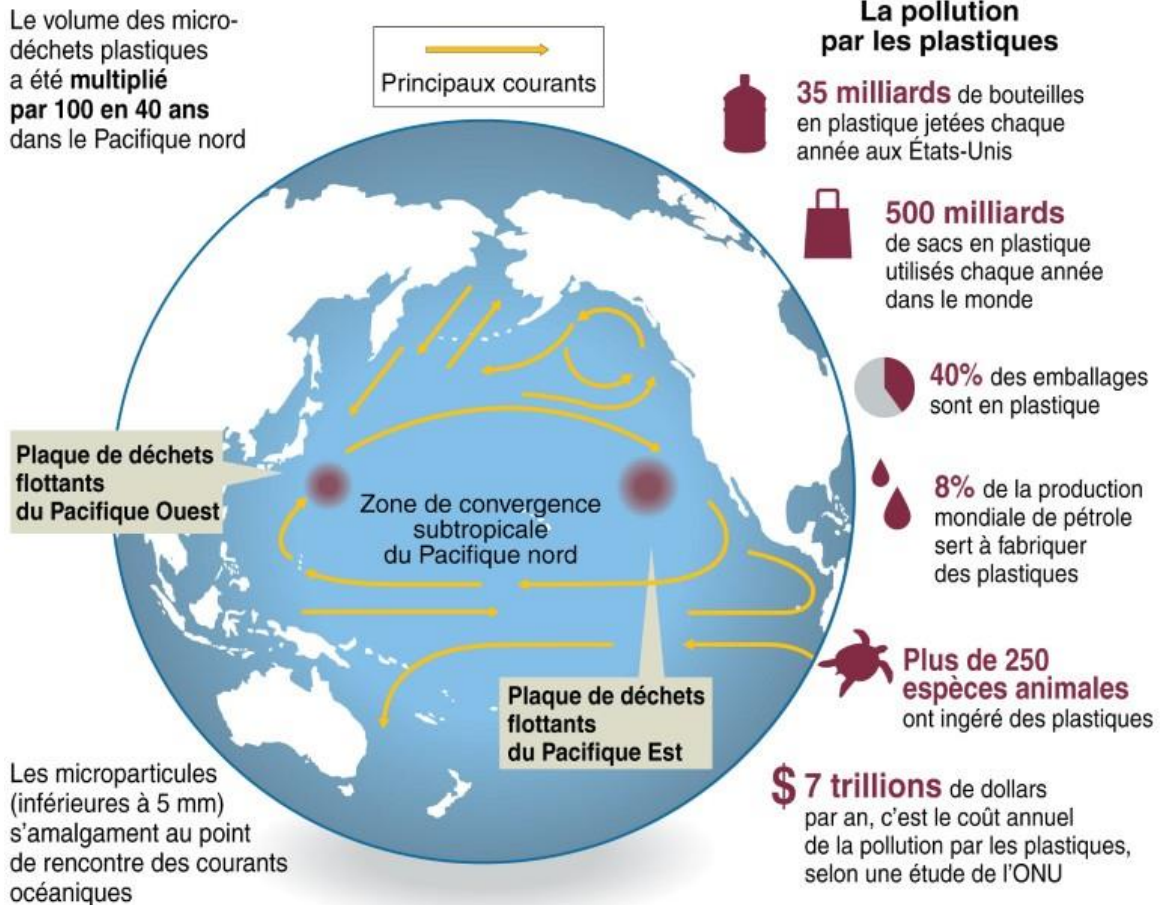 Le volume des micro-
déchets plastiques
a été multiplié
par 100 en 40 ans
dans le Pacifique nord
Principaux courants
La pollution
par les plastiques
35 milliards de bouteilles
en plastique jetées chaque
année aux États-Unis
500 milliards
de sacs en plastique
utilisés chaque année
dans le monde
40% des emballages
sont en plastique
8% de la production
mondiale de pétrole
sert à fabriquer
des plastiques
Plus de 250
espèces animales
ont ingéré des plastiques
$ 7 trillions de dollars
par an, c'est le coût annuel
de la pollution par les plastiques,
selon une étude de l'ONU
Plaque de déchets
flottants
du Pacifique Ouest
Zone de convergence
subtropicale
du Pacifique nord
Plaque de déchets
flottants
du Pacifique Est
Les microparticules
(inférieures à 5 mm)
s'amalgament au point
de rencontre des courants
océaniques